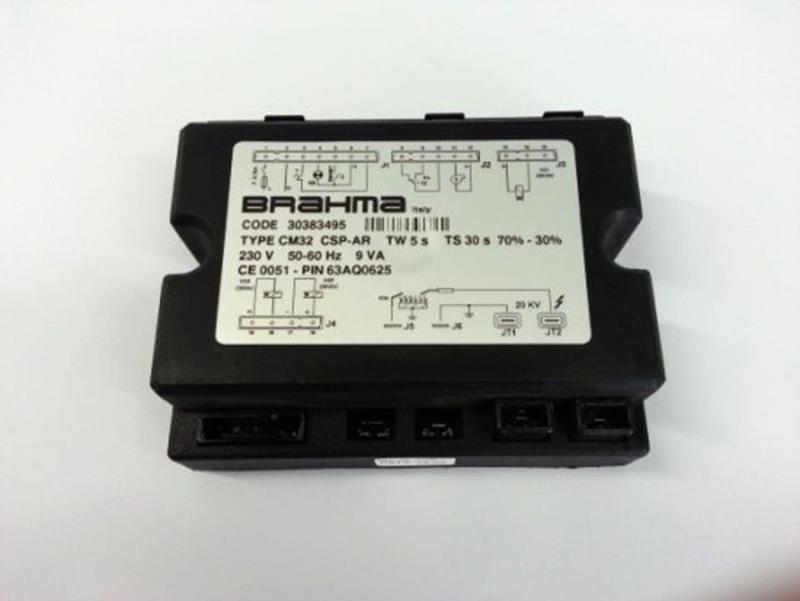 J1
J2
J3
BRAHMA Italy
CODE 30383495
TYPE CM32 CSP-AR TW 5 s TS 30 s 70% - 30%
230 V 50-60 Hz 9 VA
CE 0051 - PIN 63AQ0625
20 KV
J4
J5
J6
JT1
JT2